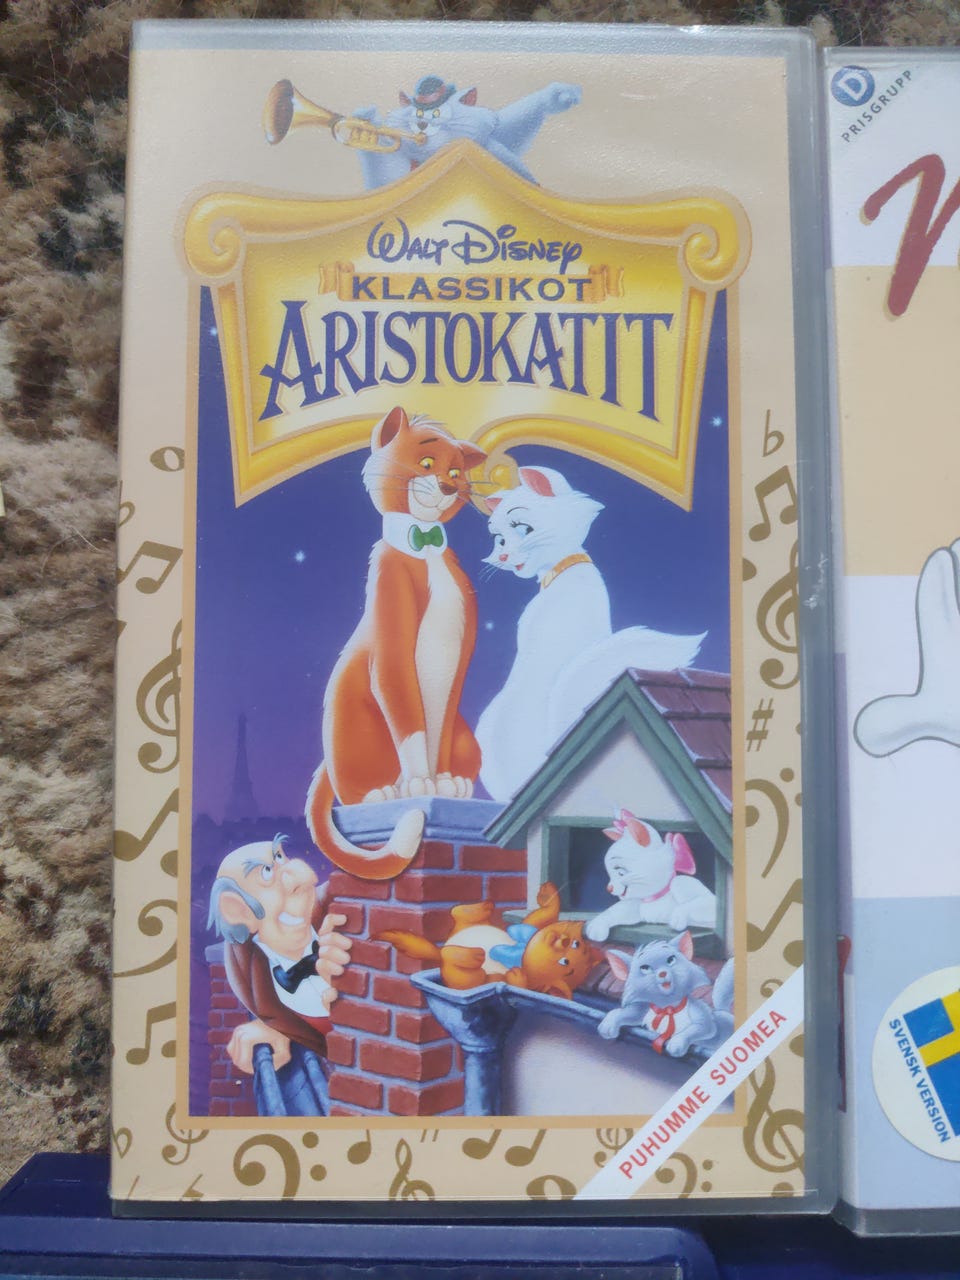 WALT DISNEY
KLASSIKOT
ARISTOKATIT
PUHUMME SUOMEA
D
PRISGRUPP
SVENSK VERSION